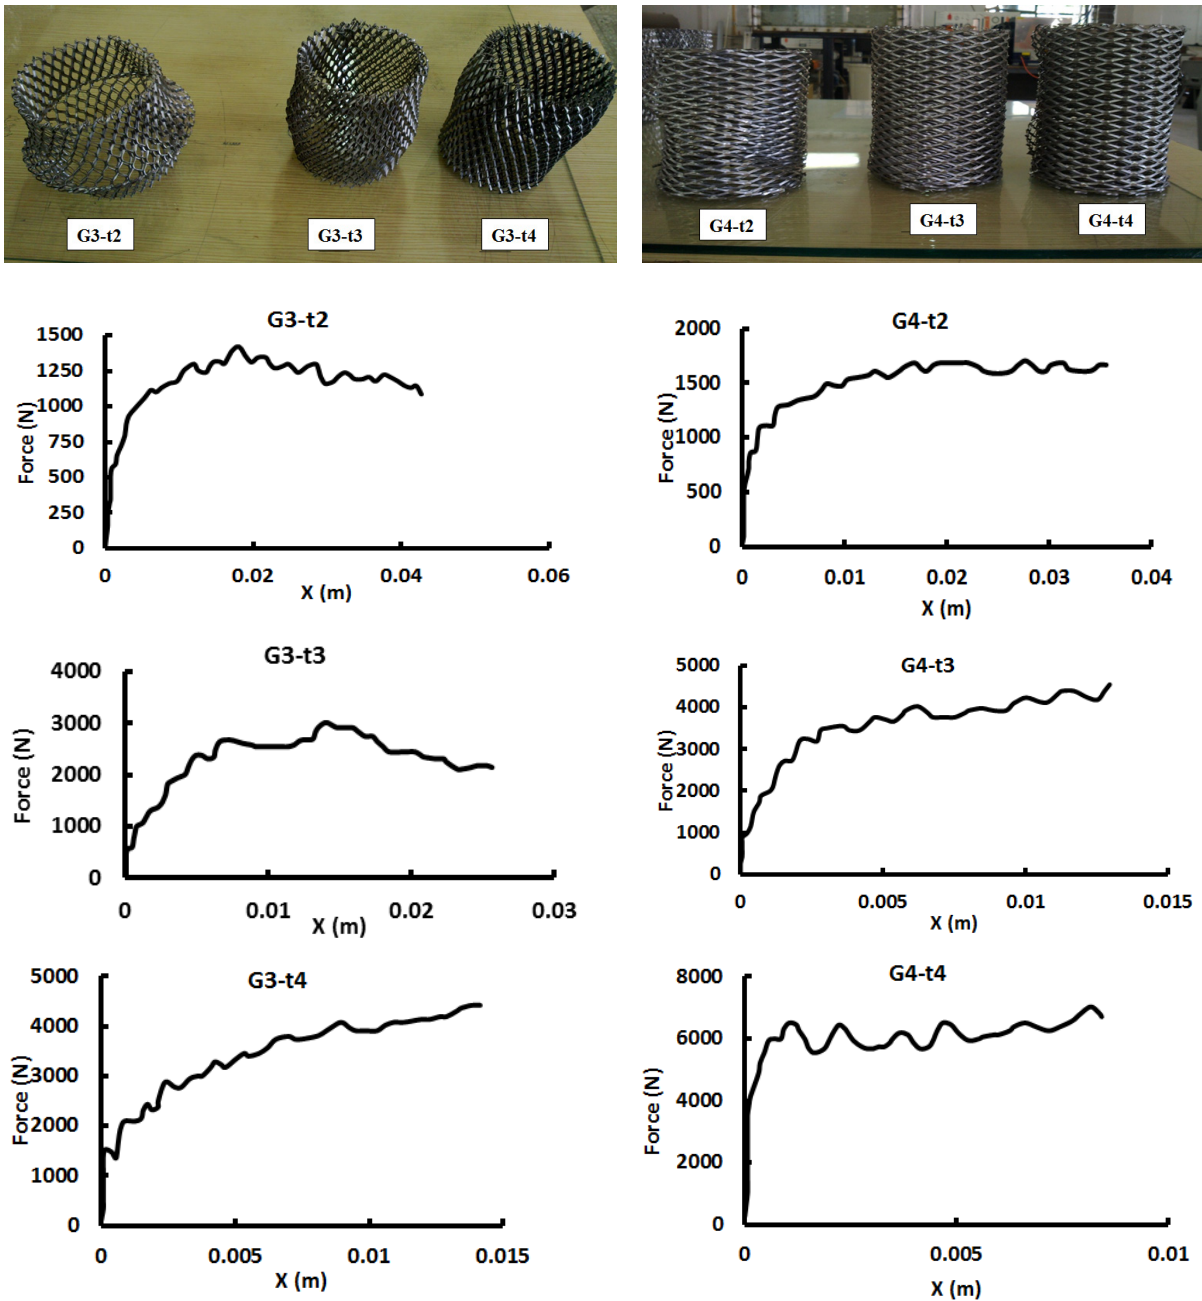 G3-t2
G3-t3
G3-t4
G4-t2
G4-t3
G4-t4
G3-t2
1500
1250
1000
750
500
250
0
Force (N)
0 0.02 0.04 0.06
X (m)
G4-t2
2000
1500
1000
500
0
Force (N)
0 0.01 0.02 0.03 0.04
X (m)
G3-t3
4000
3000
2000
1000
0
Force (N)
0 0.01 0.02 0.03
X (m)
G4-t3
5000
4000
3000
2000
1000
0
Force (N)
0 0.005 0.01 0.015
X (m)
G3-t4
5000
4000
3000
2000
1000
0
Force (N)
0 0.005 0.01 0.015
X (m)
G4-t4
8000
6000
4000
2000
0
Force (N)
0 0.005 0.01
X (m)